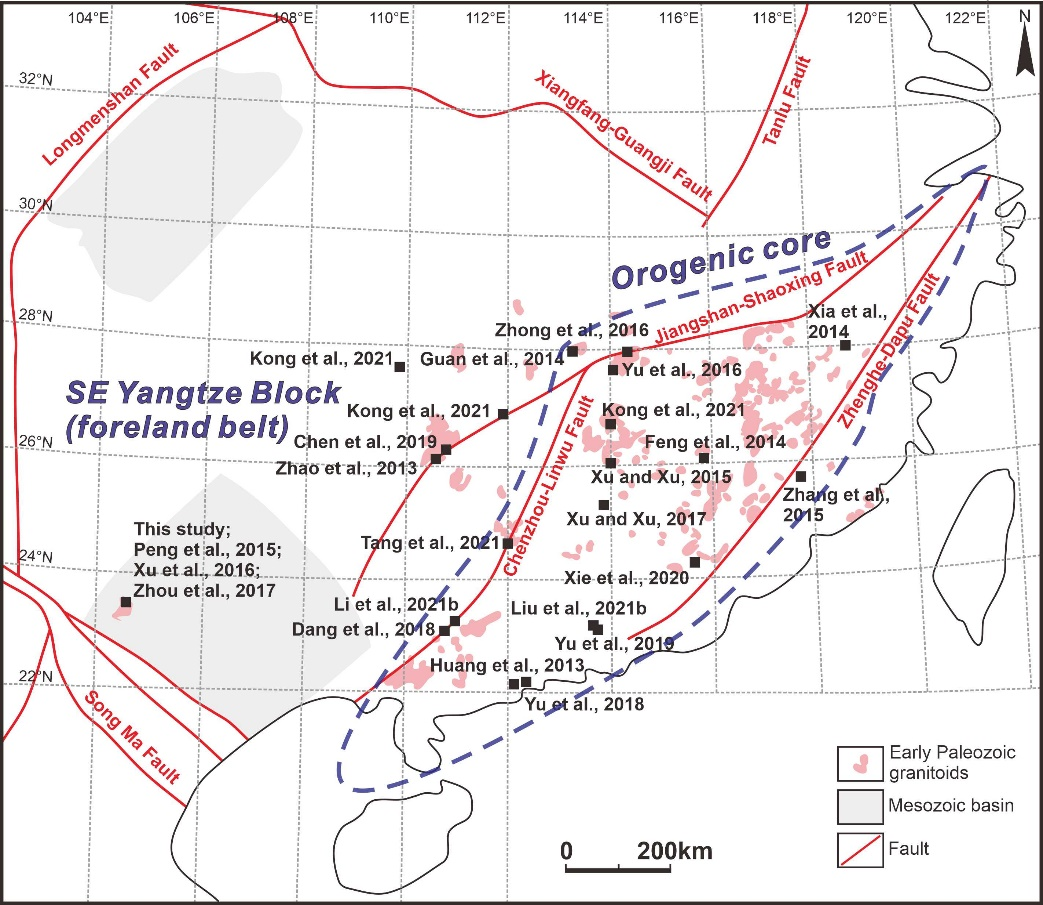 104°E
106°E
108°E
110°E
112°E
114°E
116°E
118°E
120°E
122°E
N
32°N
30°N
28°N
26°N
24°N
22°N
Longmenshan Fault
Xiangfang-Guangji Fault
Tanlu Fault
Orogenic core
Jiangshan-Shaoxing Fault
Zhenghe-Dapu Fault
Xia et al.,
2014
Zhong et al., 2016
Kong et al., 2021
Guan et al., 2014
Yu et al., 2016
SE Yangtze Block
(foreland belt)
Kong et al., 2021
Kong et al., 2021
Chen et al., 2019
Feng et al., 2014
Zhao et al., 2013
Xu and Xu, 2015
Chenzhou-Linwu Fault
Zhang et al.,
2015
Xu and Xu, 2017
This study;
Peng et al., 2015;
Xu et al., 2016;
Zhou et al., 2017
Tang et al., 2021
Xie et al., 2020
Li et al., 2021b
Liu et al., 2021b
Dang et al., 2018
Yu et al., 2019
Huang et al., 2013
Yu et al., 2018
Song Ma Fault
Early Paleozoic
granitoids
Mesozoic basin
Fault
0 200km